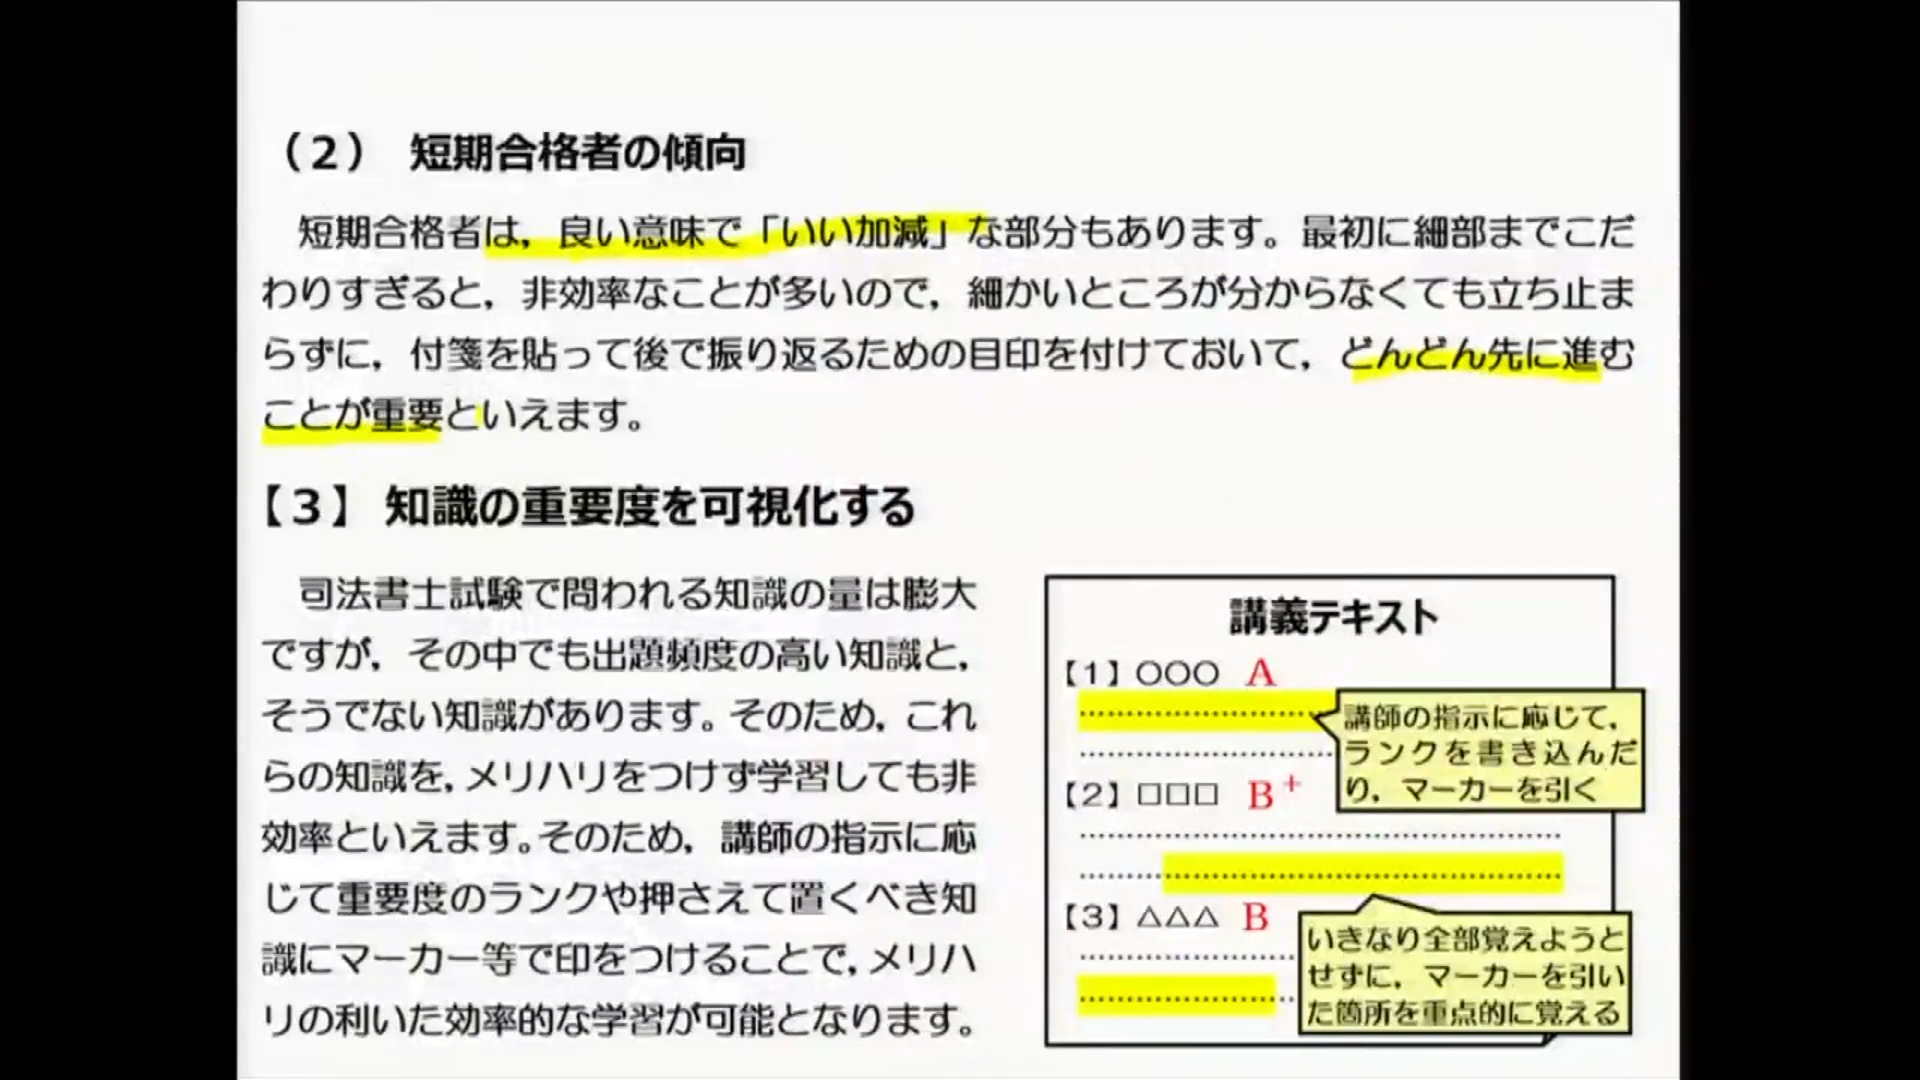 （２） 短期合格者の傾向
短期合格者は，良い意味で「いい加減」な部分もあります。最初に細部までこだ
わりすぎると，非効率なことが多いので，細かいところが分からなくても立ち止ま
らずに，付箋を貼って後で振り返るための目印を付けておいて，どんどん先に進む
ことが重要といえます。
【３】 知識の重要度を可視化する
司法書士試験で問われる知識の量は膨大
ですが，その中でも出題頻度の高い知識と，
そうでない知識があります。そのため，これ
らの知識を，メリハリをつけず学習しても非
効率といえます。そのため，講師の指示に応
じて重要度のランクや押さえて置くべき知
識にマーカー等で印をつけることで，メリハ
リの利いた効率的な学習が可能となります。
講義テキスト
【１】○○○ A
講師の指示に応じて，
ランクを書き込んだ
り，マーカーを引く
【２】□□□ B+
【３】△△△ B
いきなり全部覚えようと
せずに，マーカーを引い
た箇所を重点的に覚える